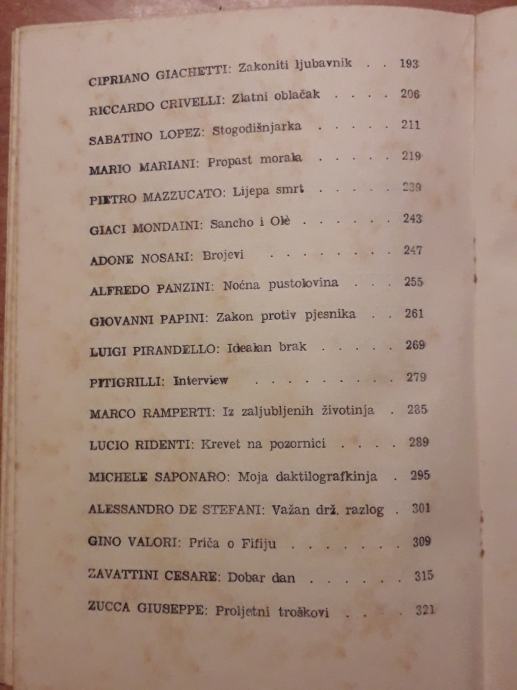 CIPRIANO GIACHETTI: Zakoniti ljubavnik . . 193
RICCARDO CRIVELLI: Zlatni oblačak . . . . 206
SABATINO LOPEZ: Stogodišnjarka . . . . . 211
MARIO MARIANI: Propast morala . . . . . 219
PIETRO MAZZUCATO: Lijepa smrt . . . . . 239
GIACI MONDAINI: Sancho i Olè . . . . . 243
ADONE NOSARI: Brojevi . . . . . . . . 247
ALFREDO PANZINI: Noćna pustolovina . . . 255
GIOVANNI PAPINI: Zakon protiv pjesnika . . 261
LUIGI PIRANDELLO: Idealan brak . . . . . 269
PITIGRILLI: Interview . . . . . . . . . 279
MARCO RAMPERTI: Iz zaljubljenih životinja . 285
LUCIO RIDENTI: Krevet na pozornici . . . . 289
MICHELE SAPONARO: Moja daktilografkinja . 295
ALESSANDRO DE STEFANI: Važan drž. razlog . 301
GINO VALORI: Priča o Fifiju . . . . . . . 309
ZAVATTINI CESARE: Dobar dan . . . . . . 315
ZUCCA GIUSEPPE: Proljetni troškovi . . . . 321